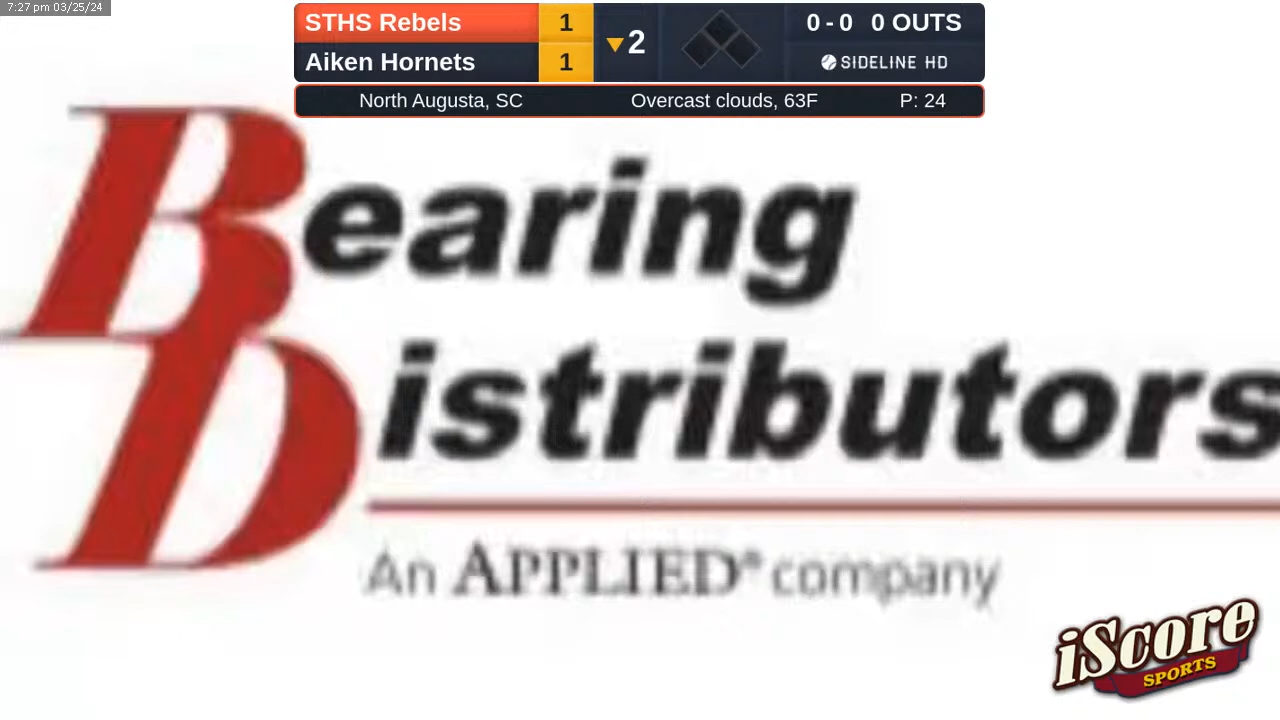 7:27 pm 03/25/24
STHS Rebels 1
Aiken Hornets 1
▼2
0 - 0 0 OUTS
SIDELINE HD
North Augusta, SC Overcast clouds, 63F P: 24
Bearing
Distributors
An APPLIED® company
iScore
SPORTS